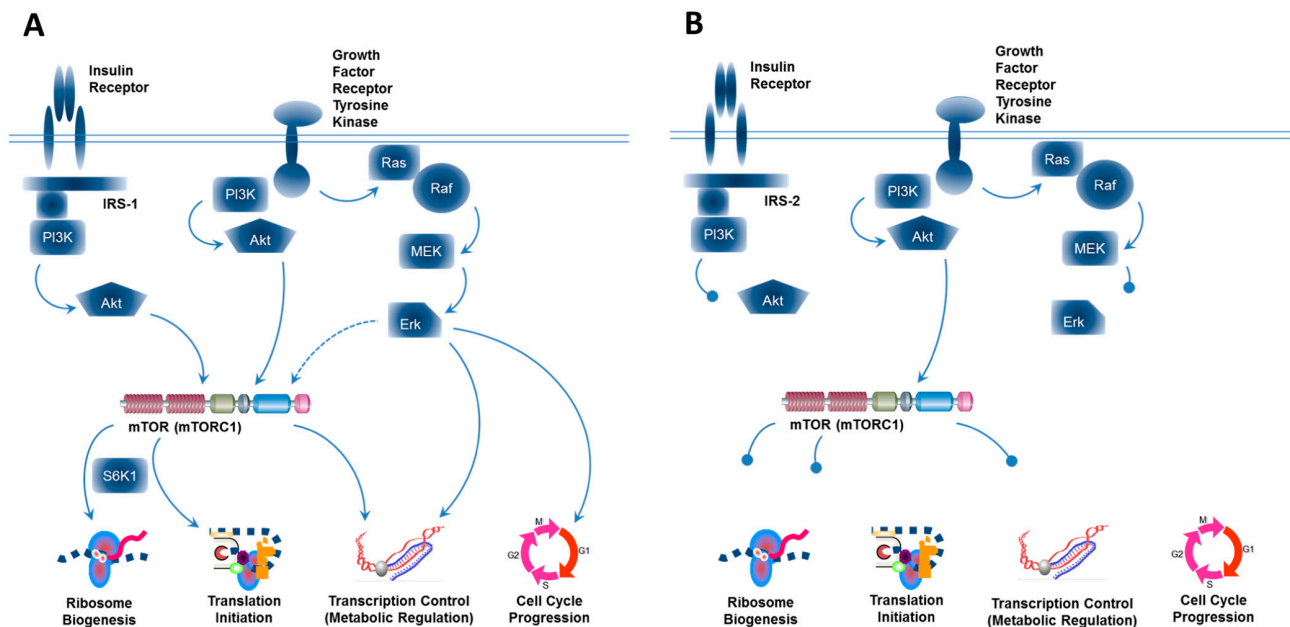 A
Insulin
Receptor
Growth
Factor
Receptor
Tyrosine
Kinase
Ras
Raf
PI3K
IRS-1
Akt
PI3K
MEK
Akt
Erk
mTOR (mTORC1)
S6K1
M
G2
G1
S
Ribosome
Biogenesis
Translation
Initiation
Transcription Control
(Metabolic Regulation)
Cell Cycle
Progression
B
Insulin
Receptor
Growth
Factor
Receptor
Tyrosine
Kinase
Ras
Raf
PI3K
IRS-2
Akt
PI3K
MEK
Akt
Erk
mTOR (mTORC1)
M
G2
G1
S
Ribosome
Biogenesis
Translation
Initiation
Transcription Control
(Metabolic Regulation)
Cell Cycle
Progression